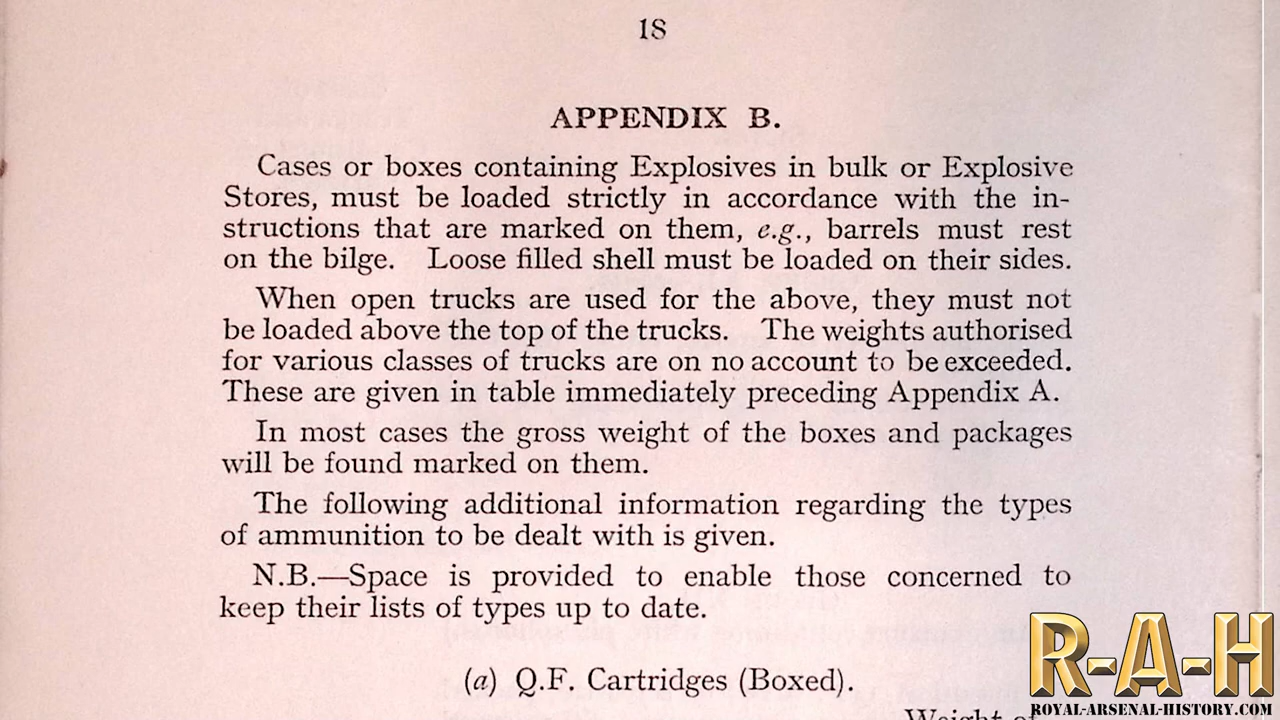 18
APPENDIX B.
Cases or boxes containing Explosives in bulk or Explosive
Stores, must be loaded strictly in accordance with the in-
structions that are marked on them, e.g., barrels must rest
on the bilge. Loose filled shell must be loaded on their sides.
When open trucks are used for the above, they must not
be loaded above the top of the trucks. The weights authorised
for various classes of trucks are on no account to be exceeded.
These are given in table immediately preceding Appendix A.
In most cases the gross weight of the boxes and packages
will be found marked on them.
The following additional information regarding the types
of ammunition to be dealt with is given.
N.B.—Space is provided to enable those concerned to
keep their lists of types up to date.
(a) Q.F. Cartridges (Boxed).
Weight of
R-A-H
ROYAL-ARSENAL-HISTORY.COM